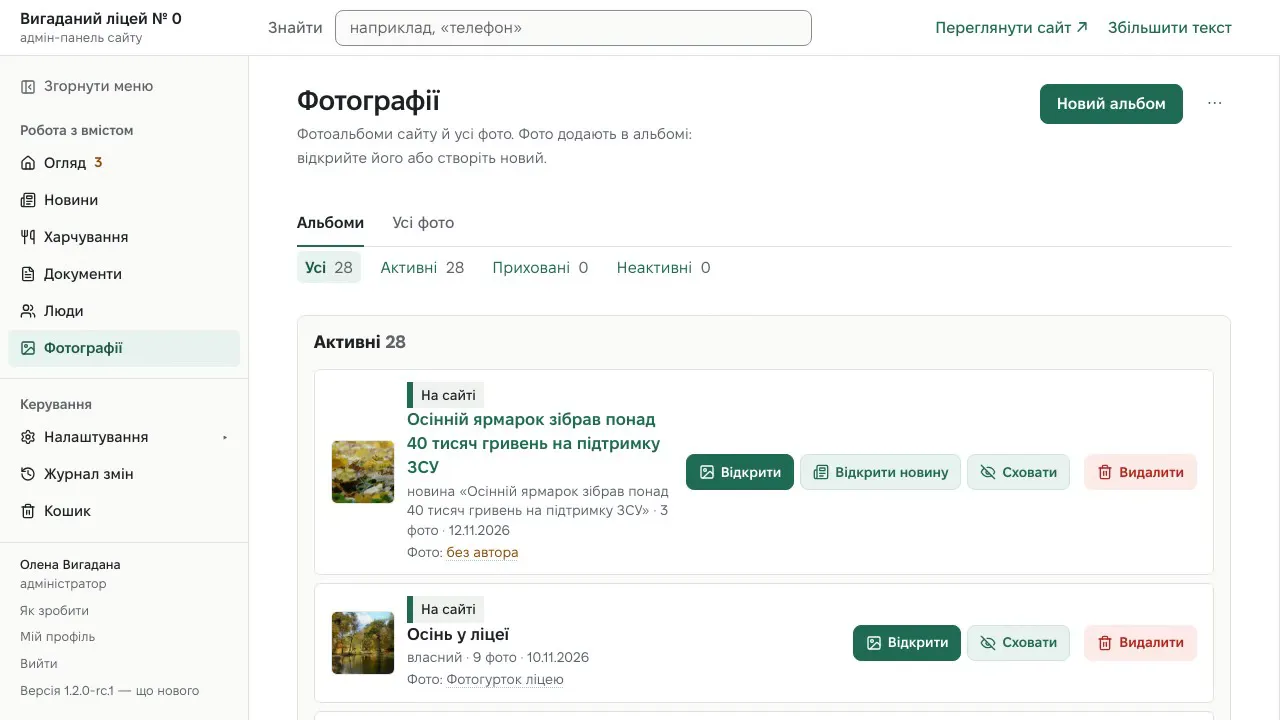 Вигаданий ліцей № 0
адмін-панель сайту
Знайти
наприклад, «телефон»
Переглянути сайт ↗
Збільшити текст
Згорнути меню
Робота з вмістом
Огляд 3
Новини
Харчування
Документи
Люди
Фотографії
Керування
Налаштування
Журнал змін
Кошик
Олена Вигадана
адміністратор
Як зробити
Мій профіль
Вийти
Версія 1.2.0-rc.1 — що нового
Фотографії
Фотоальбоми сайту й усі фото. Фото додають в альбомі:
відкрийте його або створіть новий.
Новий альбом
...
Альбоми Усі фото
Усі 28 Активні 28 Приховані 0 Неактивні 0
Активні 28
На сайті
Осінній ярмарок зібрав понад
40 тисяч гривень на підтримку
ЗСУ
новина «Осінній ярмарок зібрав понад
40 тисяч гривень на підтримку ЗСУ» · 3
фото · 12.11.2026
Фото: без автора
Відкрити Відкрити новину Сховати Видалити
На сайті
Осінь у ліцеї
власний · 9 фото · 10.11.2026
Фото: Фотогурток ліцею
Відкрити Сховати Видалити